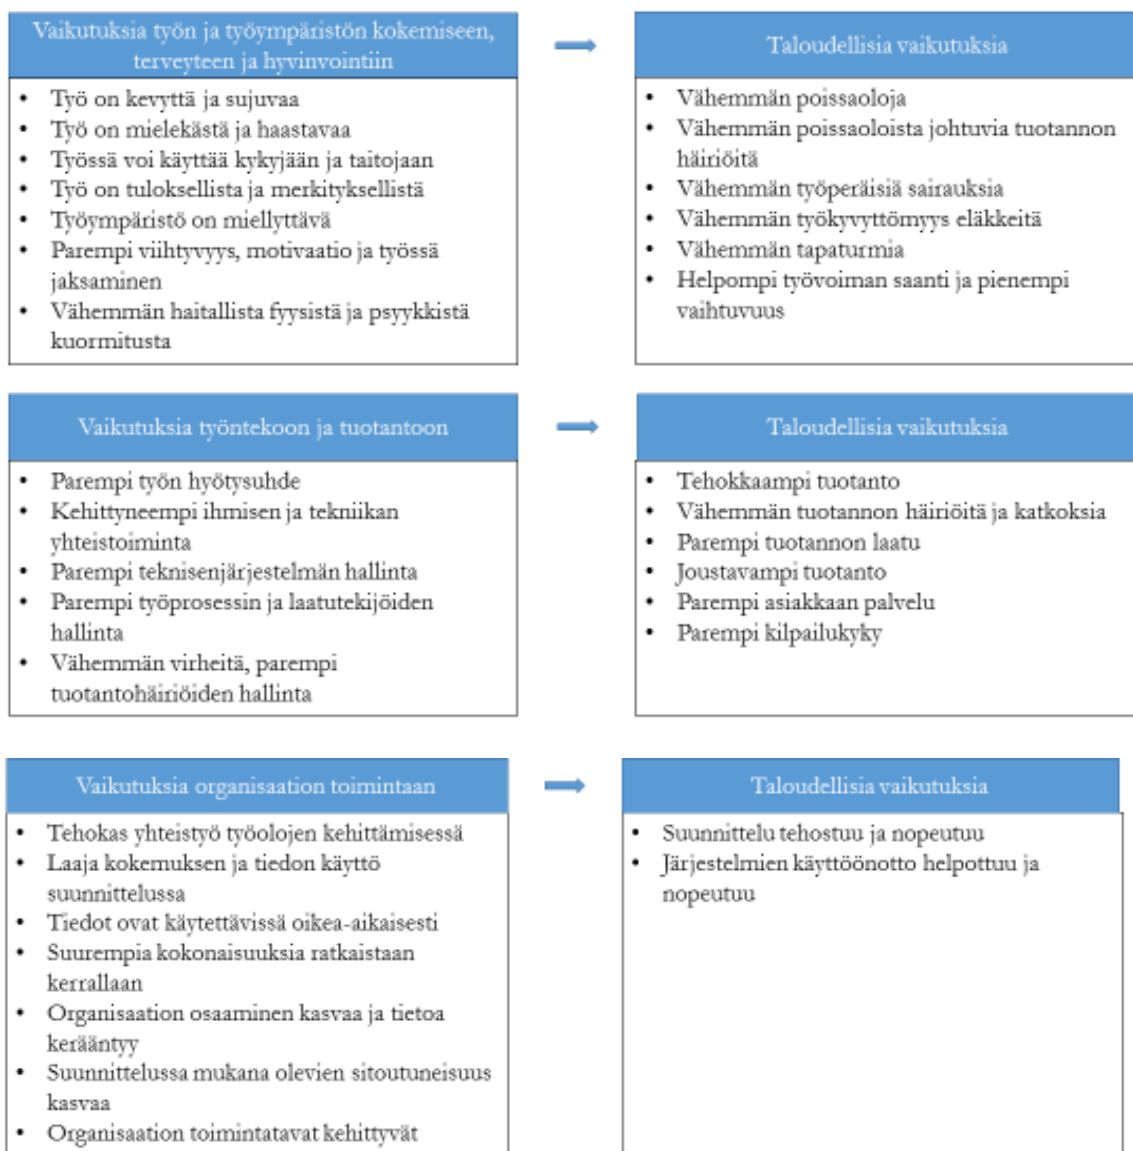 Vaikutuksia työn ja työympäristön kokemiseen,
terveyteen ja hyvinvointiin
• Työ on kevyttä ja sujuvaa
• Työ on mielekästä ja haastavaa
• Työssä voi käyttää kykyjään ja taitojaan
• Työ on tuloksellista ja merkityksellistä
• Työympäristö on miellyttävä
• Parempi viihtyvyys, motivaatio ja työssä
jaksaminen
• Vähemmän haitallista fyysistä ja psyykkistä
kuormitusta
Taloudellisia vaikutuksia
• Vähemmän poissaoloja
• Vähemmän poissaoloista johtuvia tuotannon
häiriöitä
• Vähemmän työperäisiä sairauksia
• Vähemmän työkyvyttömyys eläkkeitä
• Vähemmän tapaturmia
• Helpompi työvoiman saanti ja pienempi
vaihtuvuus
Vaikutuksia työntekoon ja tuotantoon
• Parempi työn hyötysuhde
• Kehittyneempi ihmisen ja tekniikan
yhteistoiminta
• Parempi teknisenjärjestelmän hallinta
• Parempi työprosessin ja laatutekijöiden
hallinta
• Vähemmän virheitä, parempi
tuotantohäiriöiden hallinta
Taloudellisia vaikutuksia
• Tehokkaampi tuotanto
• Vähemmän tuotannon häiriöitä ja katkoksia
• Parempi tuotannon laatu
• Joustavampi tuotanto
• Parempi asiakkaan palvelu
• Parempi kilpailukyky
Vaikutuksia organisaation toimintaan
• Tehokas yhteistyö työolojen kehittämisessä
• Laaja kokemuksen ja tiedon käyttö
suunnittelussa
• Tiedot ovat käytettävissä oikea-aikaisesti
• Suurempia kokonaisuuksia ratkaistaan
kerrallaan
• Organisaation osaaminen kasvaa ja tietoa
kerääntyy
• Suunnittelussa mukana olevien sitoutuneisuus
kasvaa
• Organisaation toimintatavat kehittyvät
Taloudellisia vaikutuksia
• Suunnittelu tehostuu ja nopeutuu
• Järjestelmien käyttöönotto helpottuu ja
nopeutuu